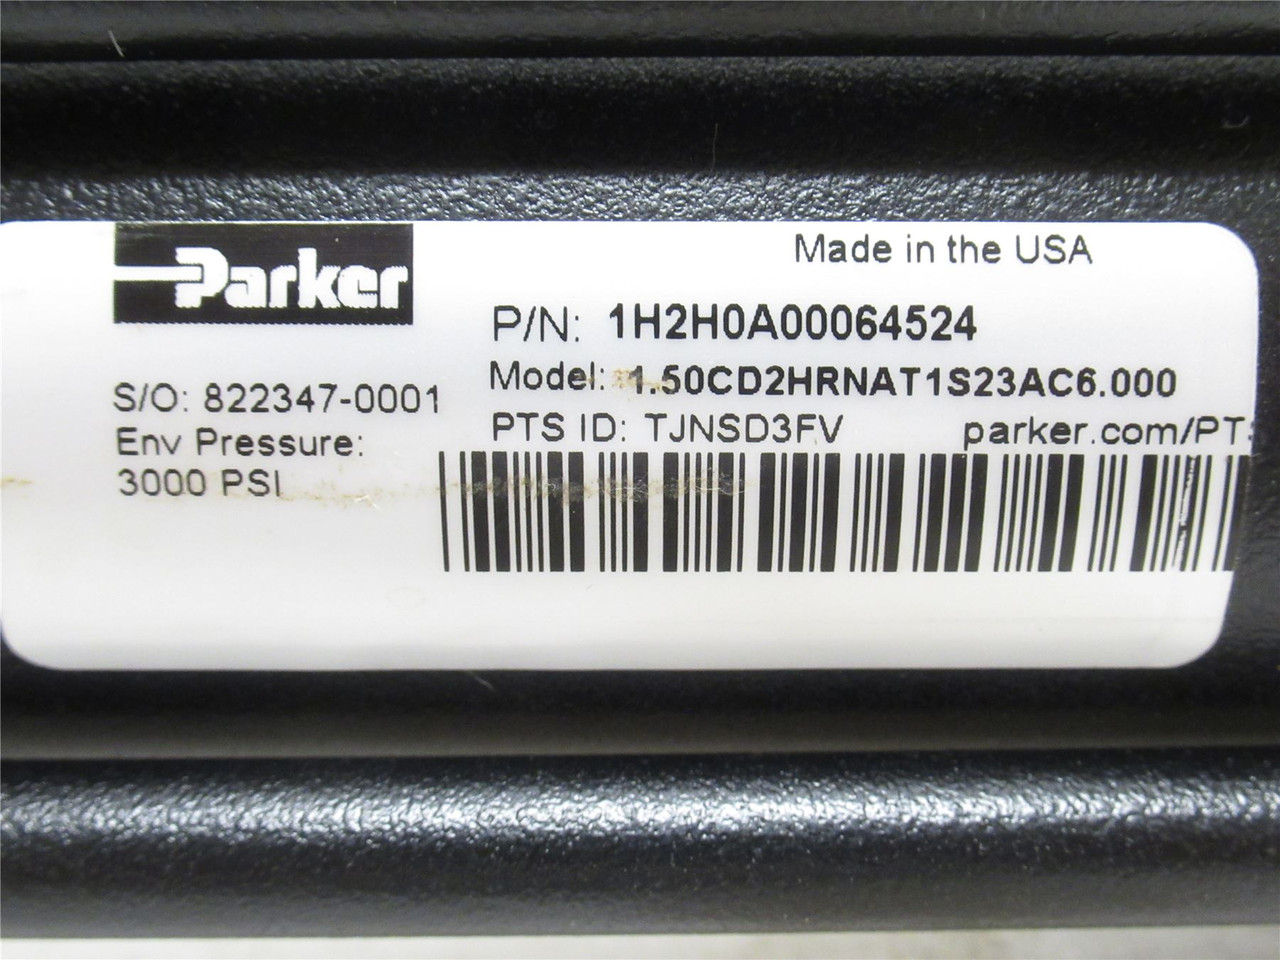 Parker
Made in the USA
P/N: 1H2H0A00064524
Model: 1.50CD2HRNAT1S23AC6.000
S/O: 822347-0001
PTS ID: TJNSD3FV
parker.com/PT
Env Pressure:
3000 PSI